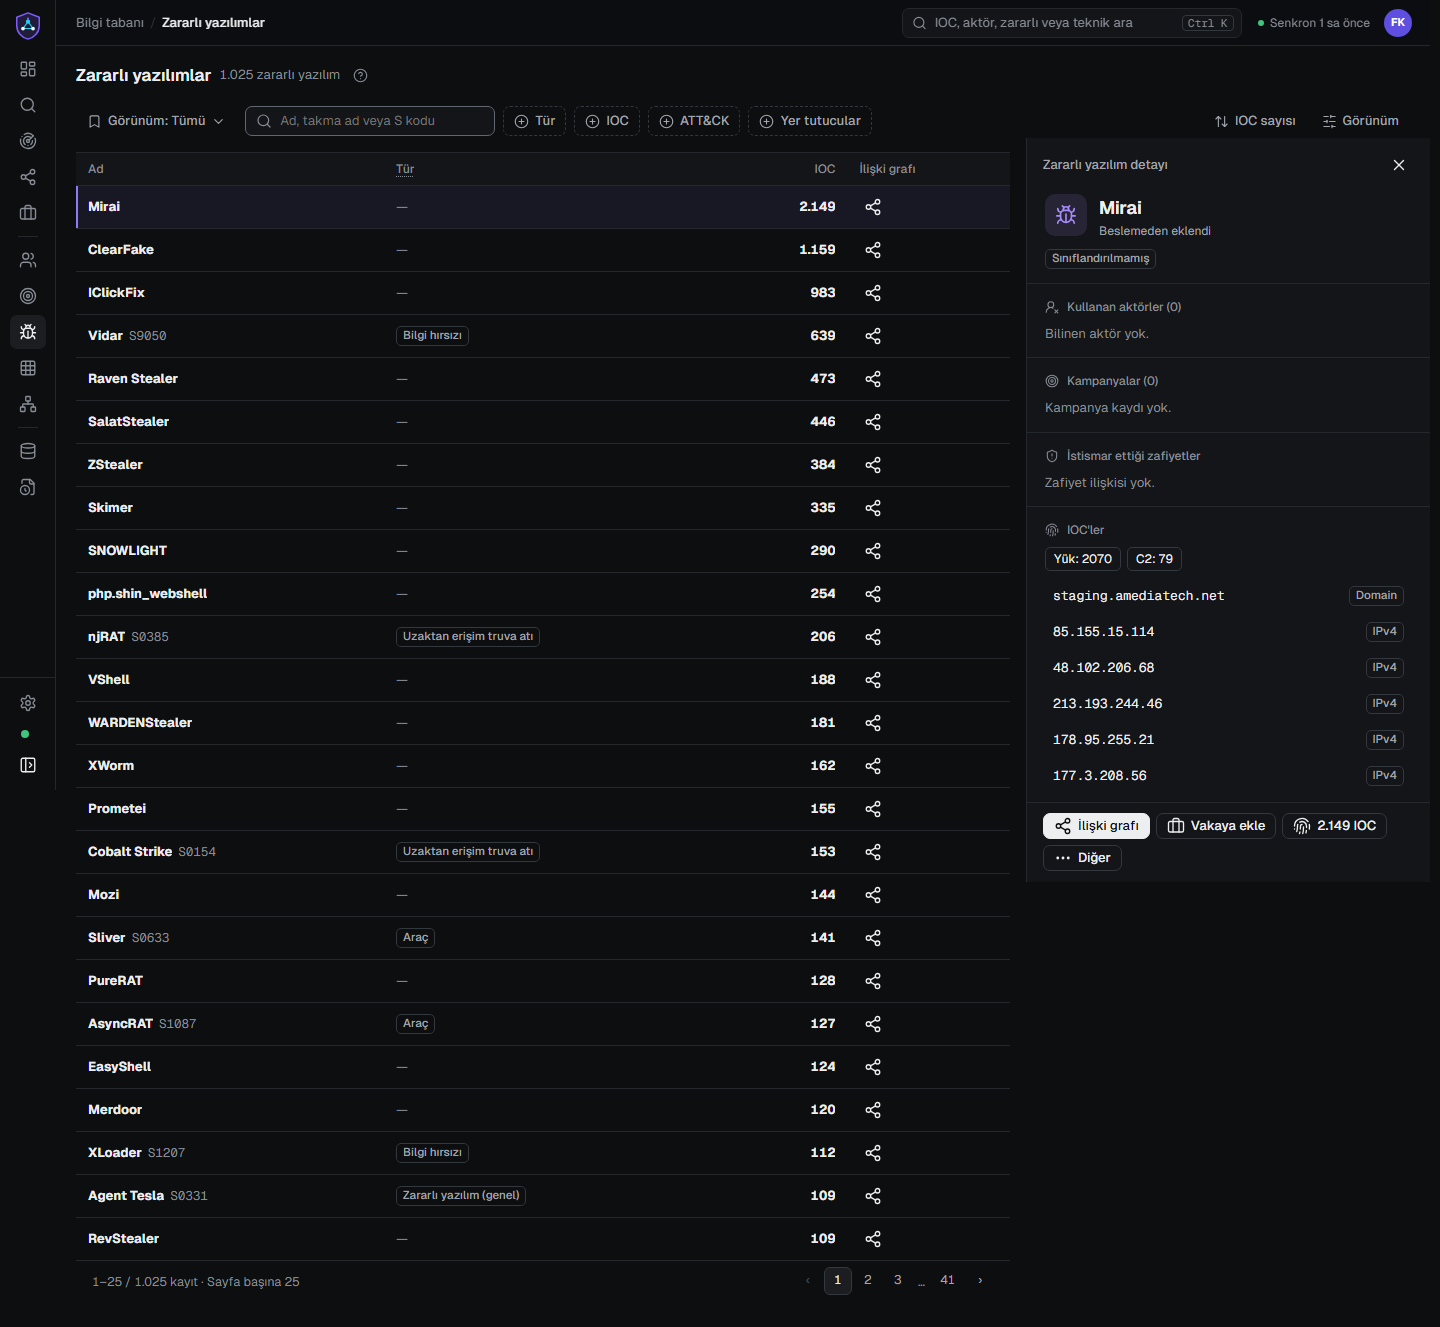 Bilgi tabanı / Zararlı yazılımlar
IOC, aktör, zararlı veya teknik ara
Ctrl K
Senkron 1 sa önce
FK
Zararlı yazılımlar 1.025 zararlı yazılım
Görünüm: Tümü
Ad, takma ad veya S kodu
Tür
IOC
ATT&CK
Yer tutucular
IOC sayısı
Görünüm
Ad Tür IOC İlişki grafı
Mirai — 2.149
ClearFake — 1.159
IClickFix — 983
Vidar S9050 Bilgi hırsızı 639
Raven Stealer — 473
SalatStealer — 446
ZStealer — 384
Skimer — 335
SNOWLIGHT — 290
php.shin_webshell — 254
njRAT S0385 Uzaktan erişim truva atı 206
VShell — 188
WARDENStealer — 181
XWorm — 162
Prometei — 155
Cobalt Strike S0154 Uzaktan erişim truva atı 153
Mozi — 144
Sliver S0633 Araç 141
PureRAT — 128
AsyncRAT S1087 Araç 127
EasyShell — 124
Merdoor — 120
XLoader S1207 Bilgi hırsızı 112
Agent Tesla S0331 Zararlı yazılım (genel) 109
RevStealer — 109
1–25 / 1.025 kayıt · Sayfa başına 25
‹ 1 2 3 … 41 ›
Zararlı yazılım detayı
Mirai
Beslemeden eklendi
Sınıflandırılmamış
Kullanan aktörler (0)
Bilinen aktör yok.
Kampanyalar (0)
Kampanya kaydı yok.
İstismar ettiği zafiyetler
Zafiyet ilişkisi yok.
IOC'ler
Yük: 2070 C2: 79
staging.amediatech.net Domain
85.155.15.114 IPv4
48.102.206.68 IPv4
213.193.244.46 IPv4
178.95.255.21 IPv4
177.3.208.56 IPv4
İlişki grafı Vakaya ekle 2.149 IOC
Diğer